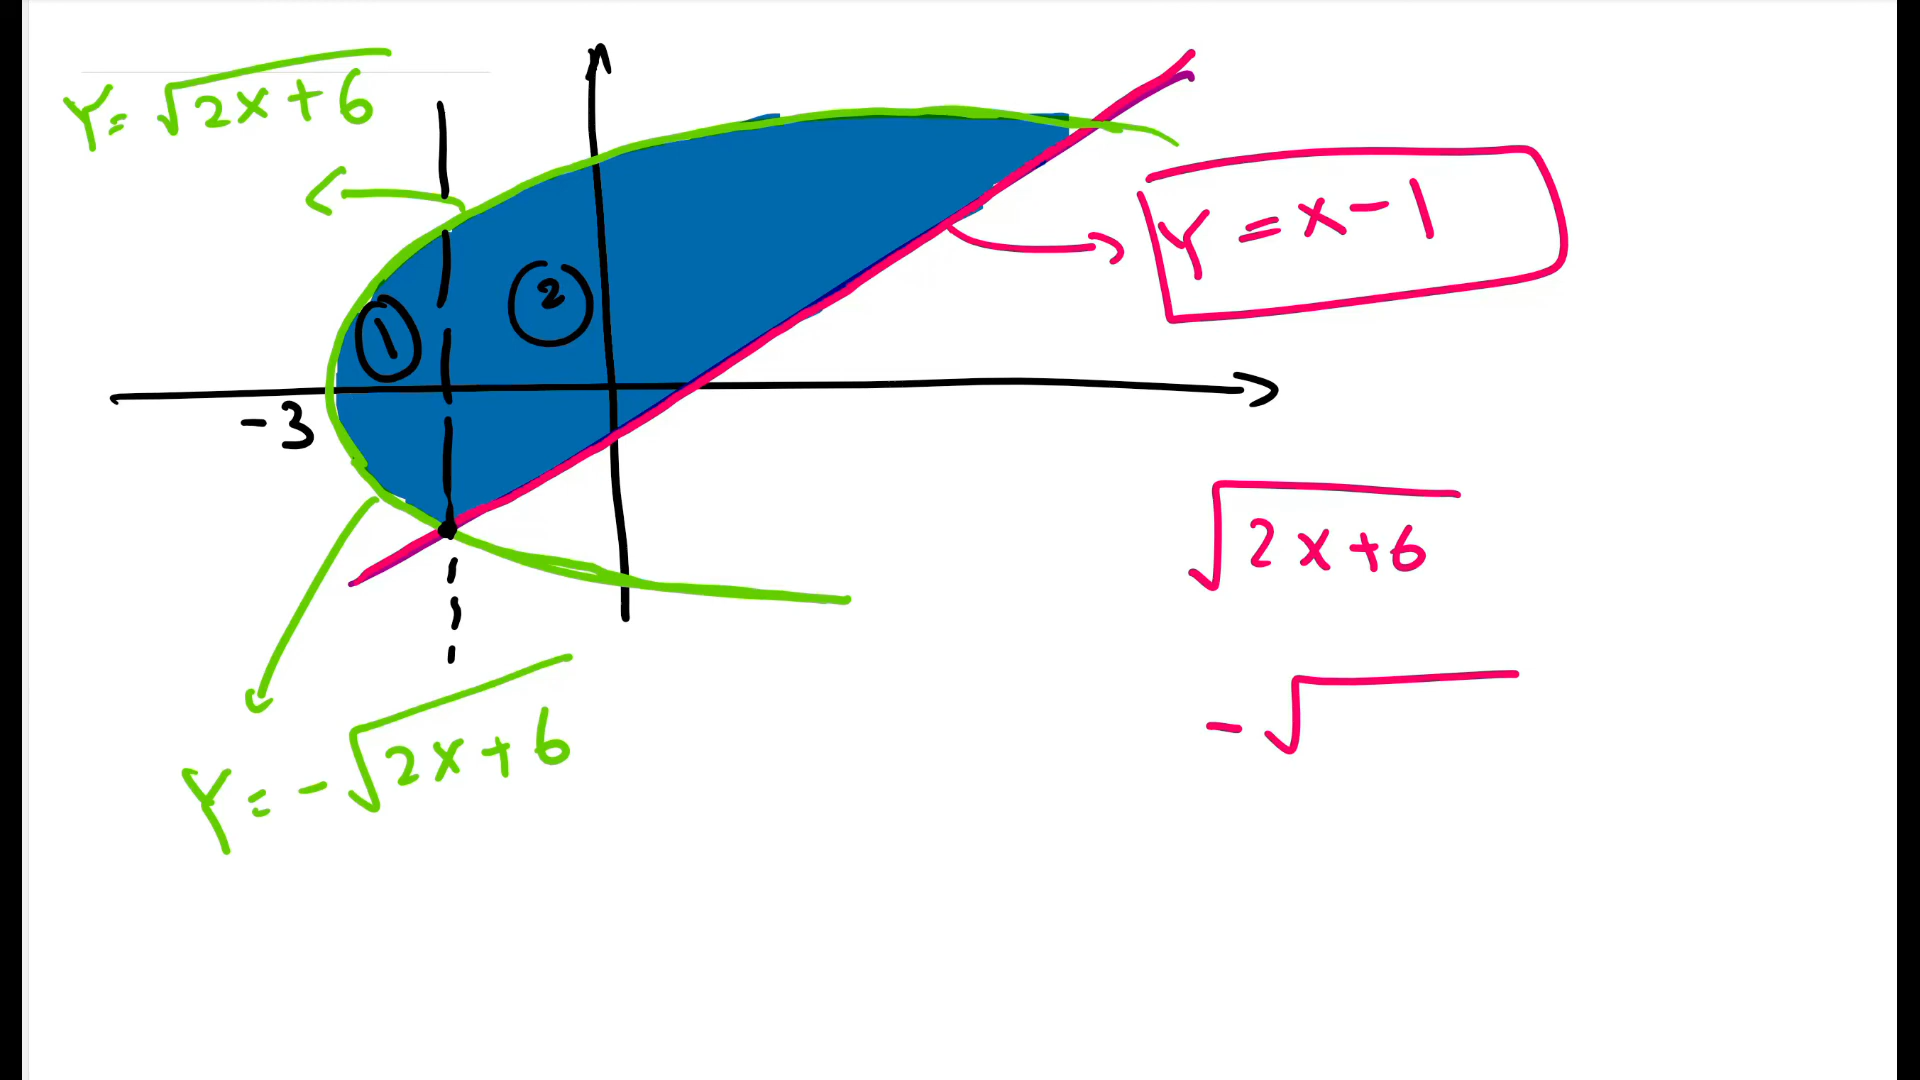 Y = √2x+6
Y = x - 1
1
2
-3
√2x+6
-√
Y = -√2x+6